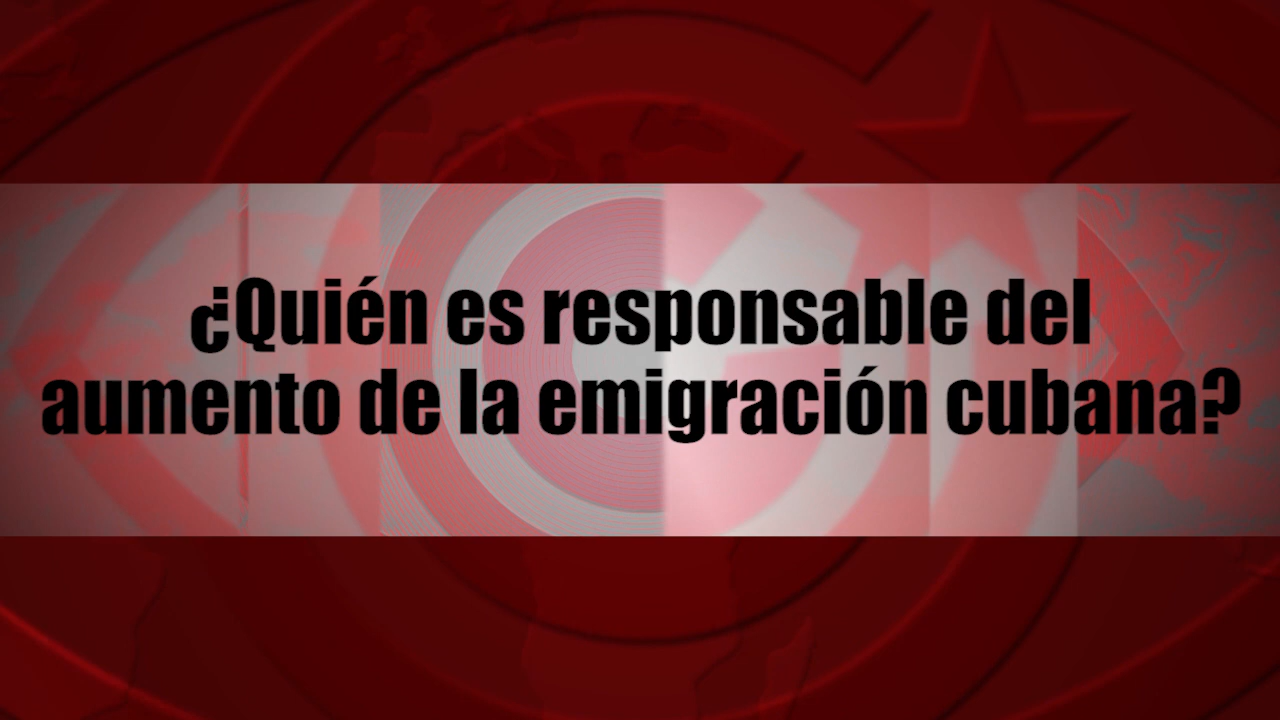 ¿Quién es responsable del
aumento de la emigración cubana?